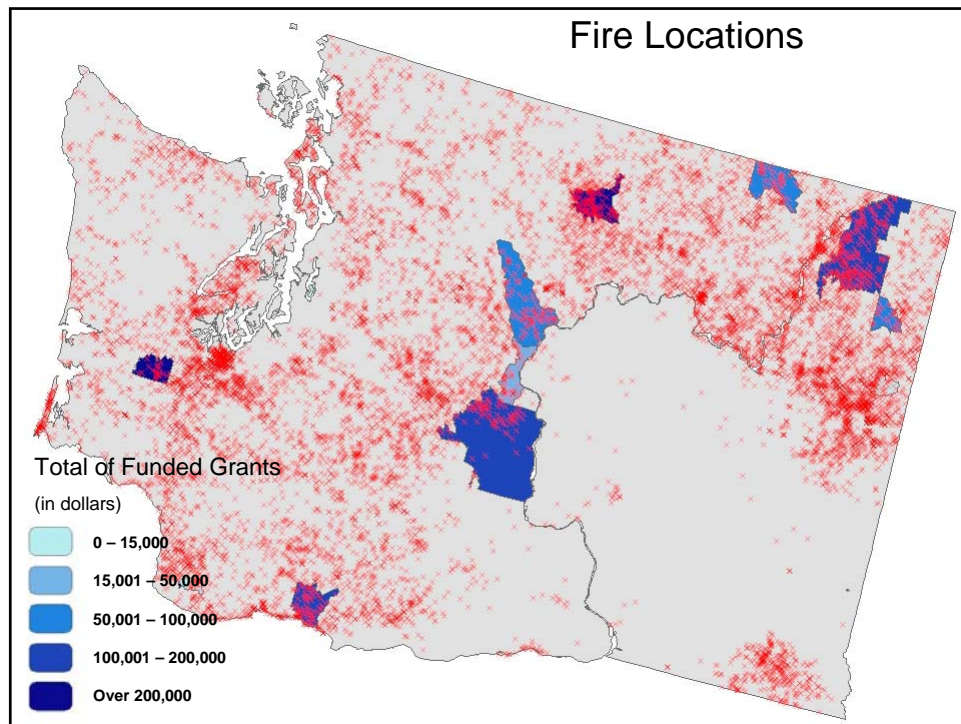 Fire Locations
Total of Funded Grants
(in dollars)
0 – 15,000
15,001 – 50,000
50,001 – 100,000
100,001 – 200,000
Over 200,000